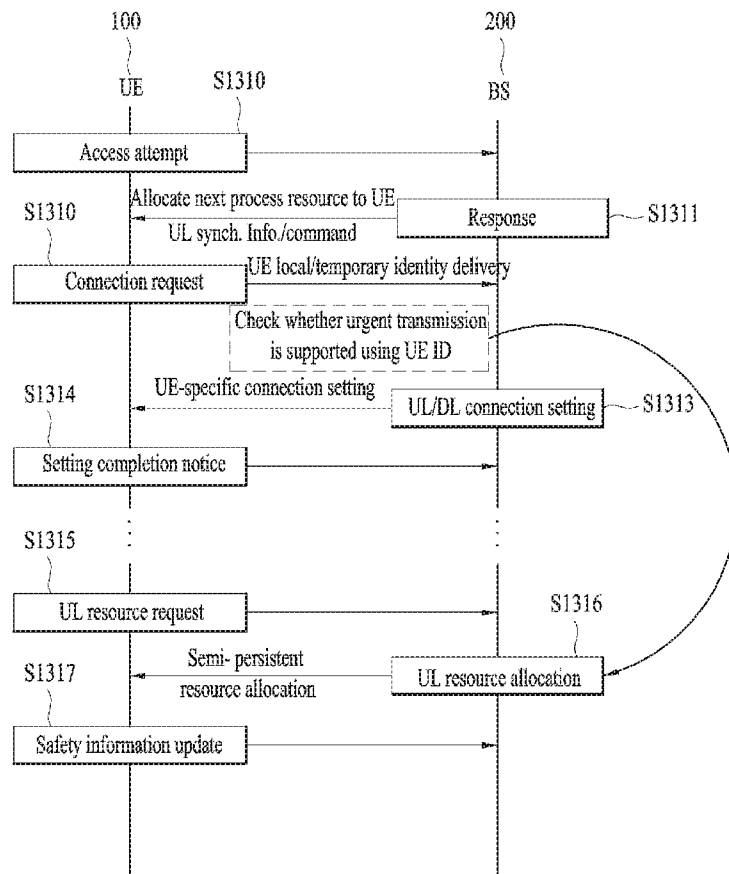 100
200
UE
BS
S1310
Access attempt
Allocate next process resource to UE
UL synch. Info./command
Response
S1311
S1310
Connection request
UE local/temporary identity delivery
Check whether urgent transmission
is supported using UE ID
S1314
UE-specific connection setting
UL/DL connection setting
S1313
Setting completion notice
S1315
UL resource request
S1316
Semi- persistent
resource allocation
UL resource allocation
S1317
Safety information update